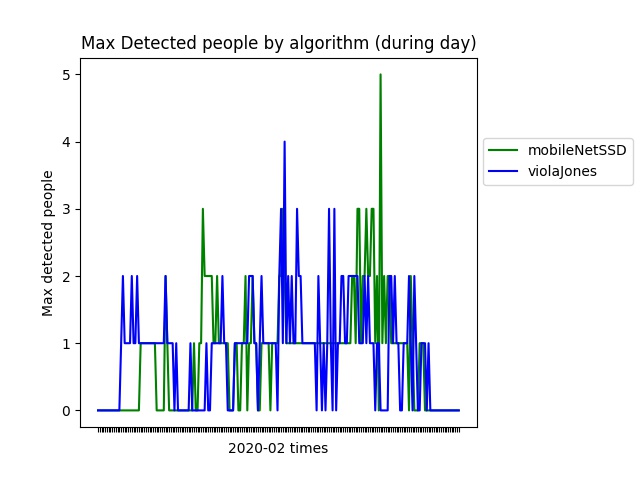 Max Detected people by algorithm (during day)
5
4
3
2
1
0
Max detected people
2020-02 times
mobileNetSSD
violaJones